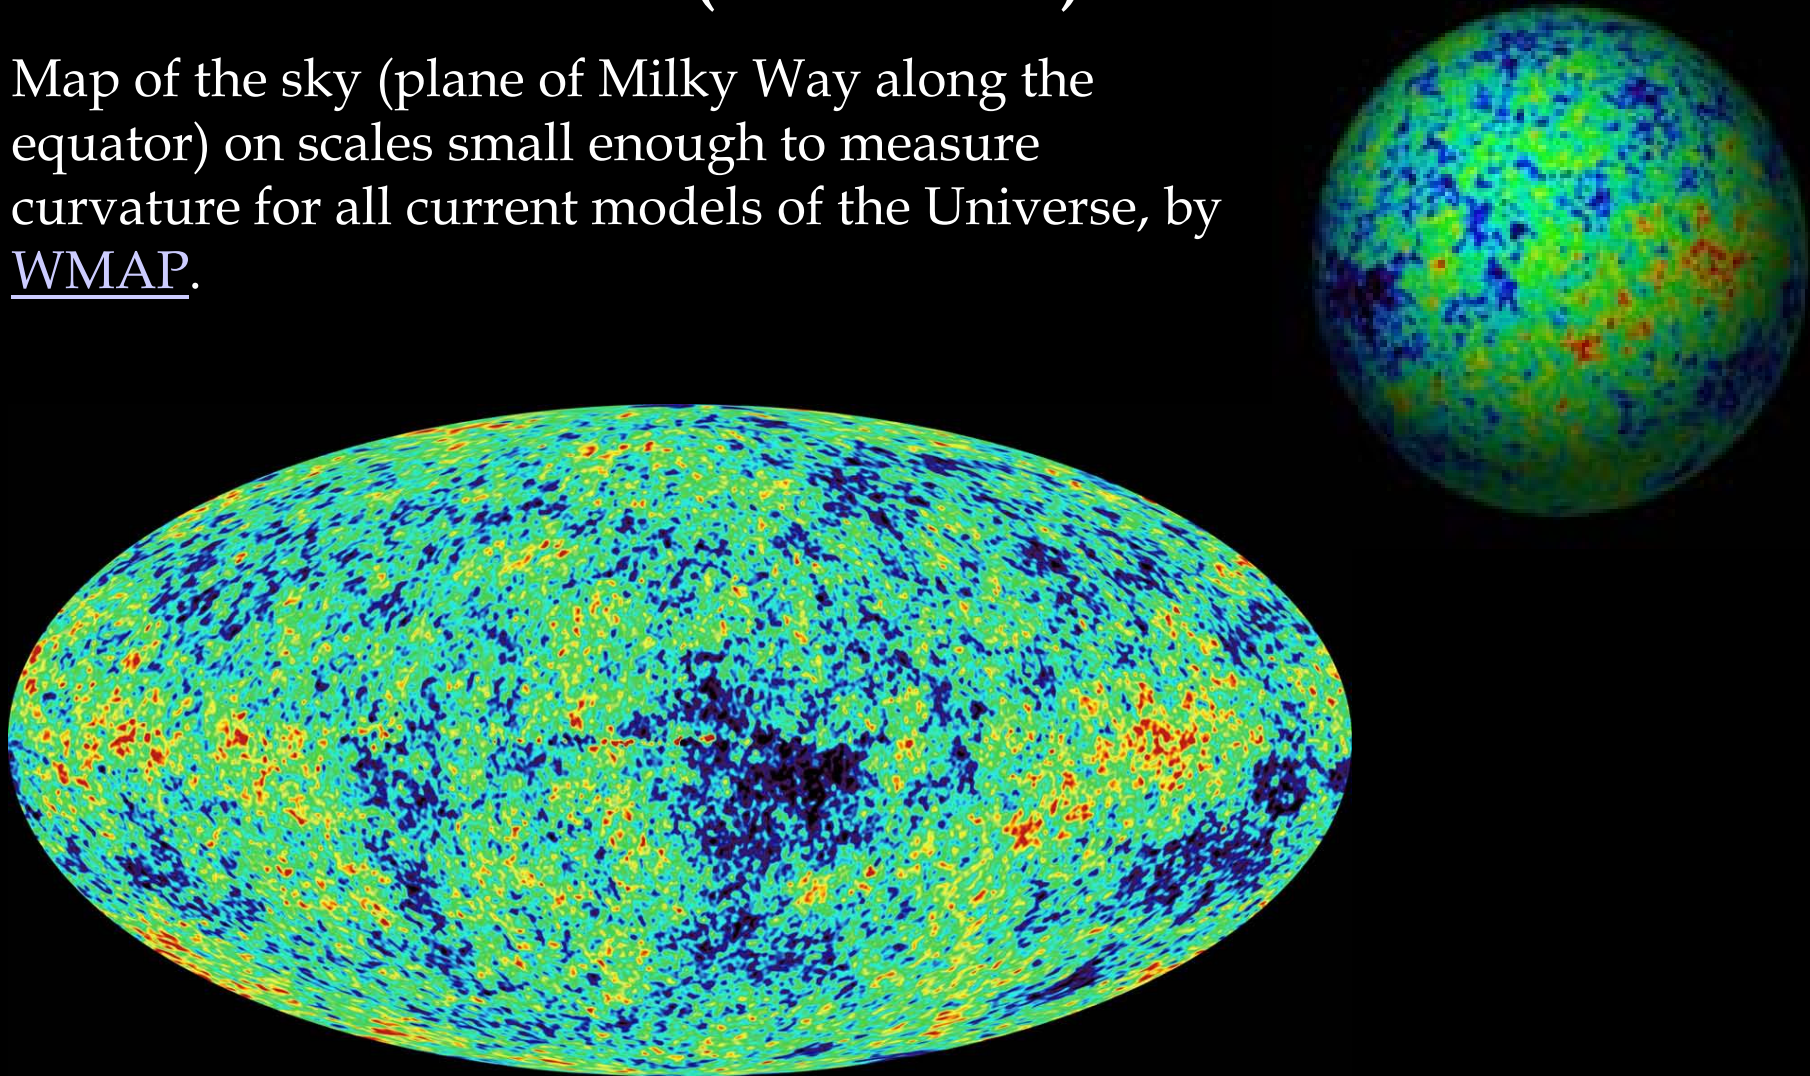 Map of the sky (plane of Milky Way along the
equator) on scales small enough to measure
curvature for all current models of the Universe, by
WMAP.